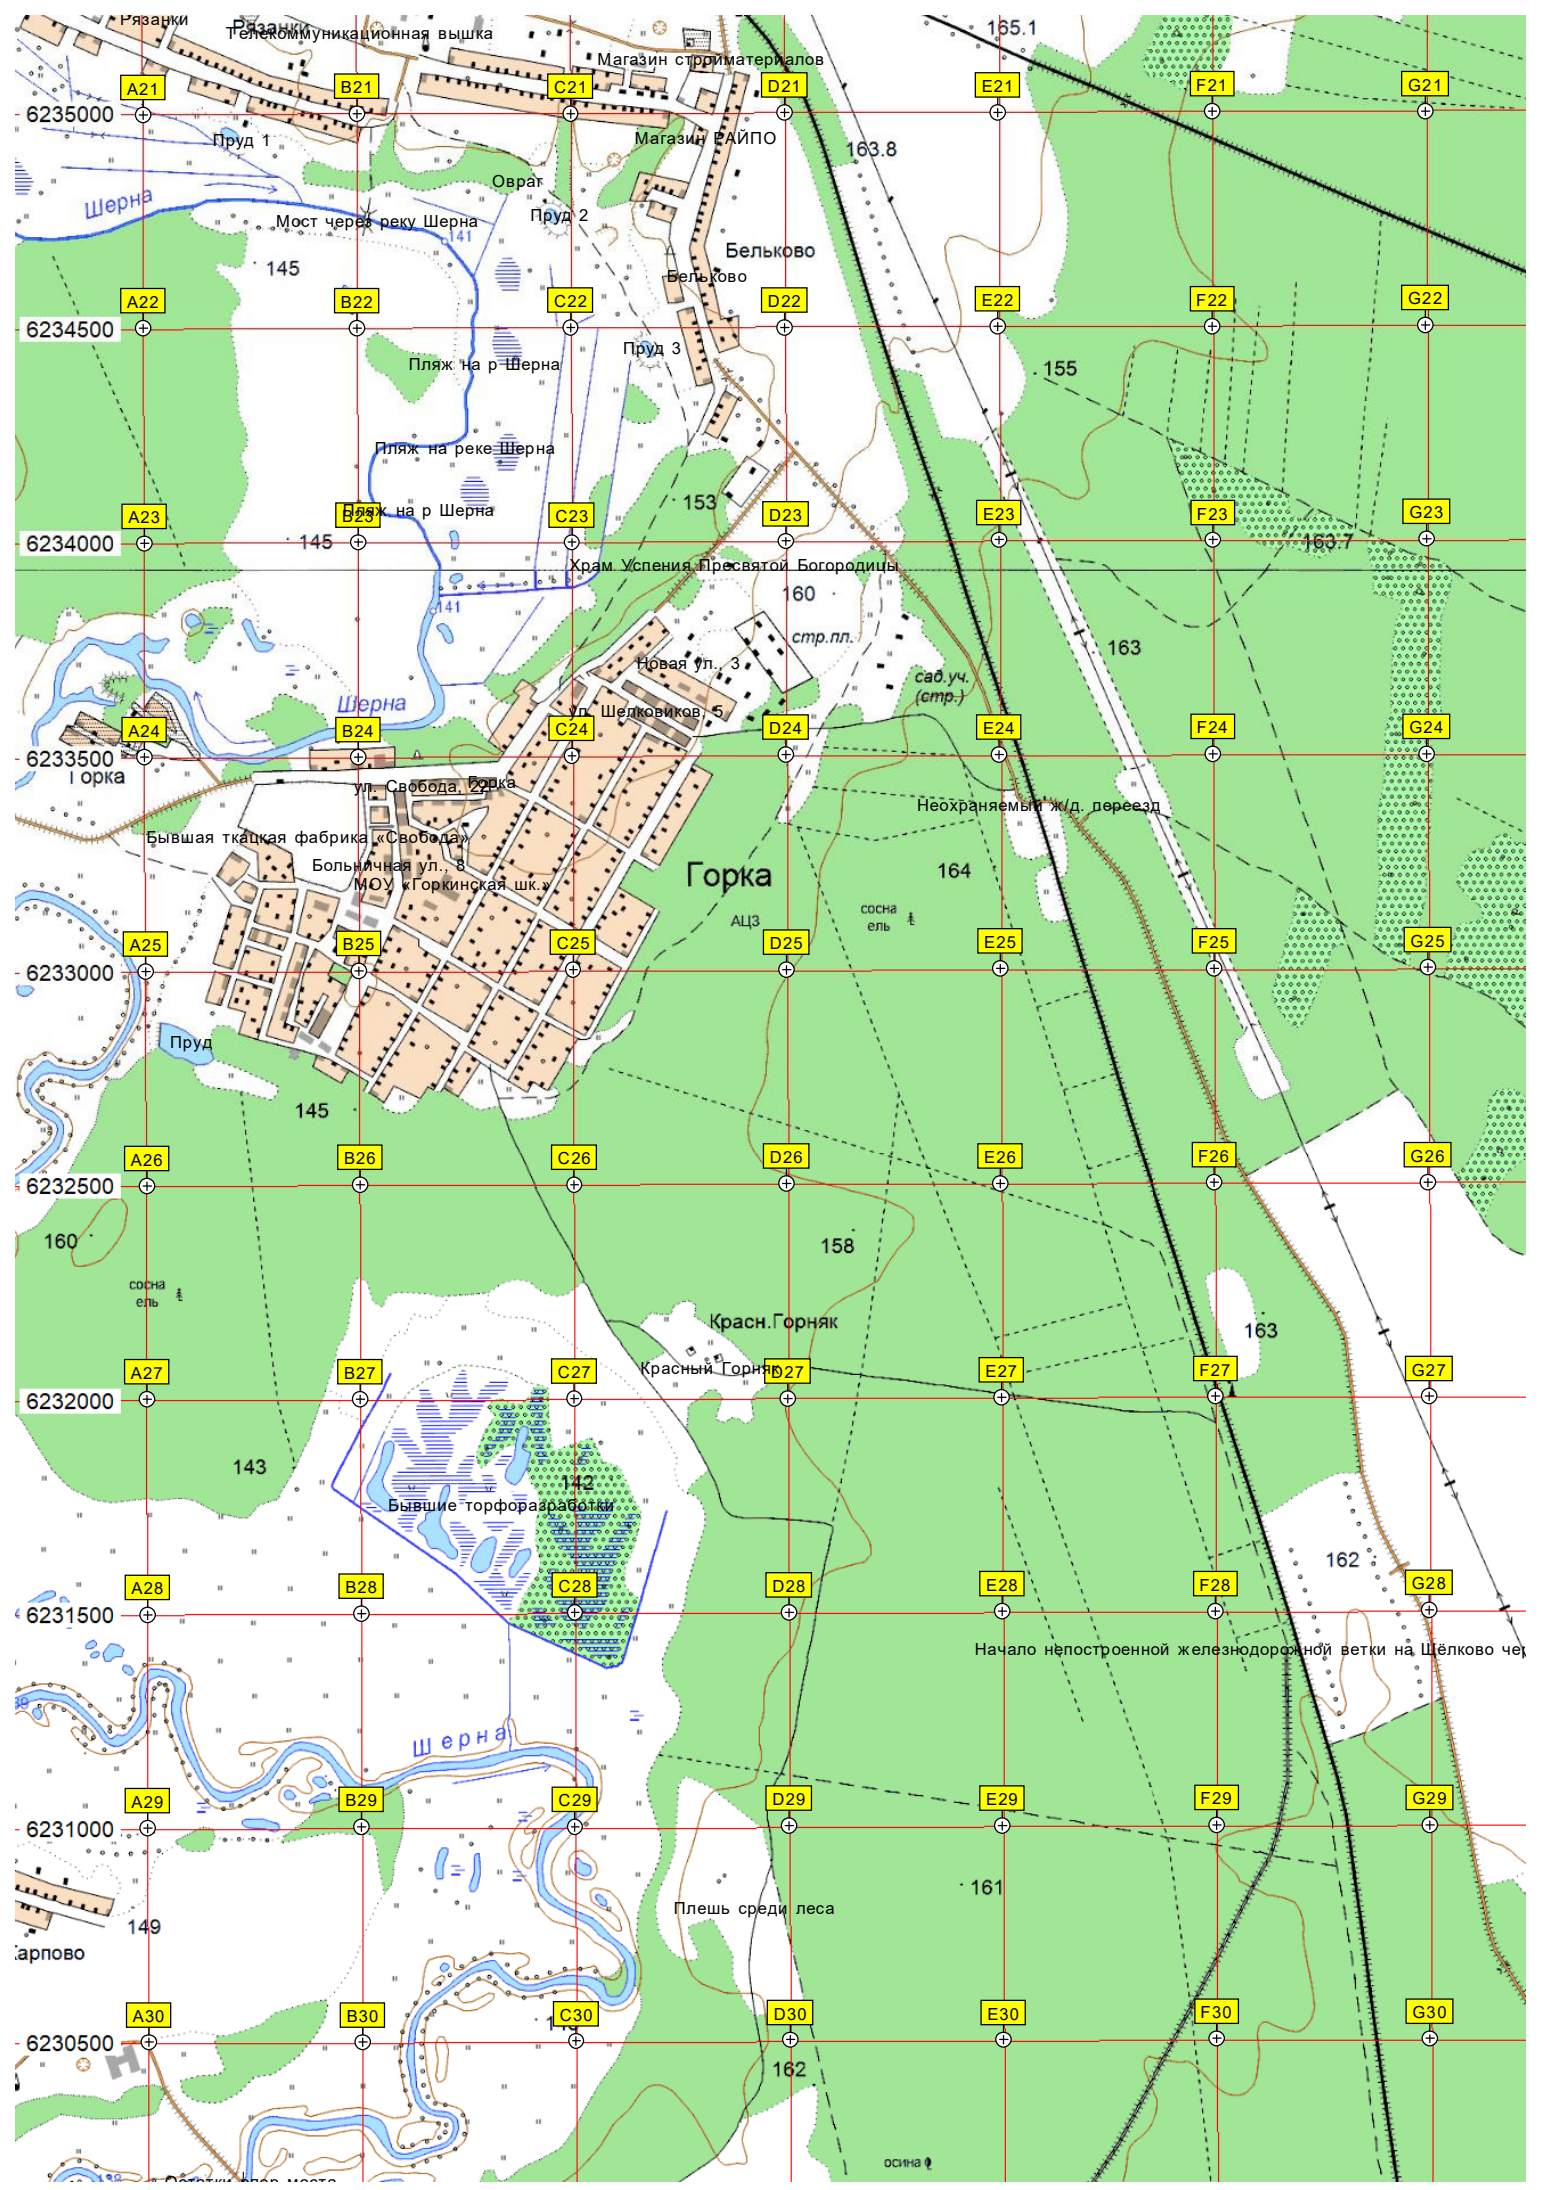 Рязанки
Рязанки
Телекоммуникационная вышка
165.1
Магазин стройматериалов
A21
B21
C21
D21
E21
F21
G21
6235000
Пруд 1
Магазин РАЙПО
163.8
Овраг
Шерна
Мост через реку Шерна
Пруд 2
141
Бельково
145
Бельково
A22
B22
C22
D22
E22
F22
G22
6234500
Пруд 3
Пляж на р Шерна
155
Пляж на реке Шерна
153
Пляж на р Шерна
A23
B23
C23
D23
E23
F23
G23
6234000
145
163.7
Храм Успения Пресвятой Богородицы
160
141
стр.пл.
163
Новая ул., 3
сад.уч.
(стр.)
Шерна
ул. Шелковиков, 5
A24
B24
C24
D24
E24
F24
G24
6233500
Горка
ул. Свобода, 22
Горка
Неохраняемый ж/д. переезд
Бывшая ткацкая фабрика «Свобода»
Больничная ул., 8
МОУ «Горкинская шк.»
Горка
164
сосна
ель
АЦЗ
A25
B25
C25
D25
E25
F25
G25
6233000
Пруд
145
A26
B26
C26
D26
E26
F26
G26
6232500
160
158
сосна
ель
Красн.Горняк
163
Красный Горняк
A27
B27
C27
D27
E27
F27
G27
6232000
143
142
Бывшие торфоразработки
162
A28
B28
C28
D28
E28
F28
G28
6231500
Начало непостроенной железнодорожной ветки на Щёлково
Шерна
A29
B29
C29
D29
E29
F29
G29
6231000
161
Плешь среди леса
149
Карпово
A30
B30
C30
D30
E30
F30
G30
6230500
162
осина
138
Остатки опор моста